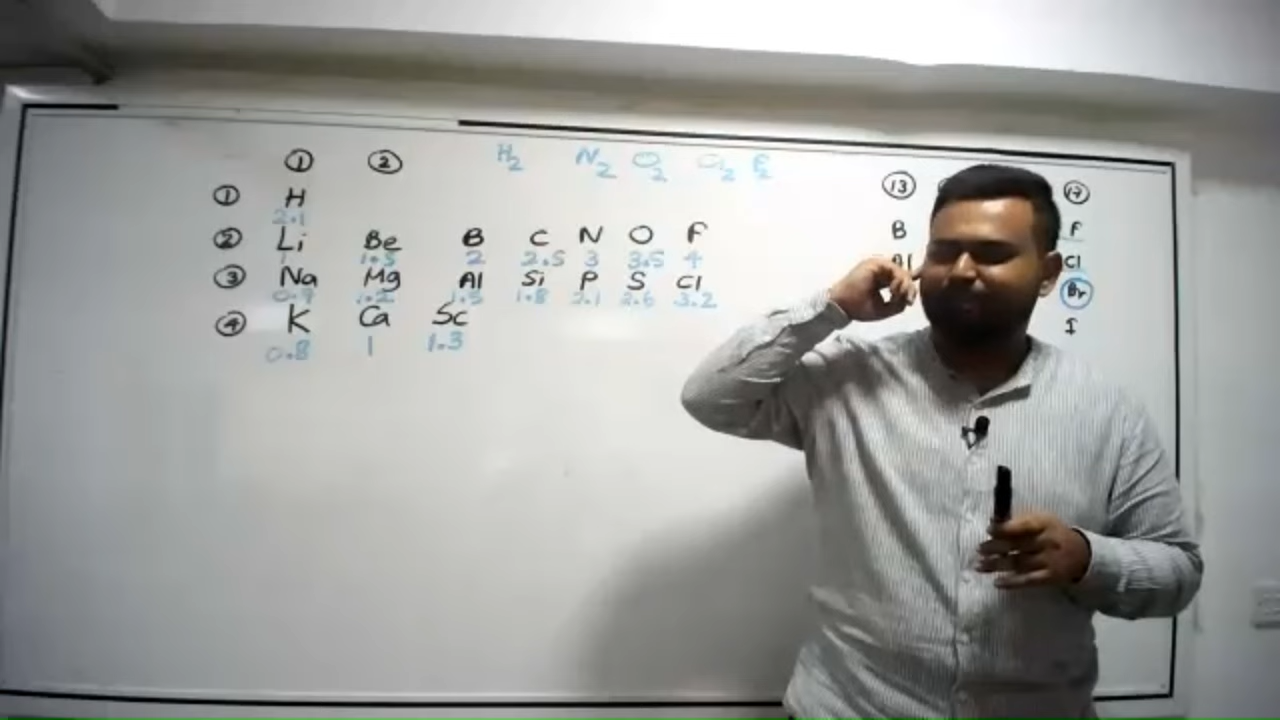 ① ② H₂ N₂ O₂ Cl₂ F₂ ⑬ ⑰
① H B F
2.1
② Li Be B C N O F Al Cl
1 1.5 2 2.5 3 3.5 4
③ Na Mg Al Si P S Cl Br
0.9 1.2 1.5 1.8 2.1 2.6 3.2
④ K Ca Sc I
0.8 1 1.3